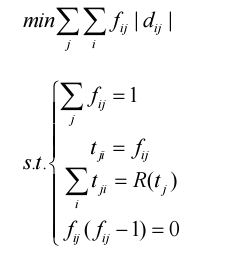 min∑_j ∑_i f_ij | d_ij |
s.t. { ∑_j f_ij = 1
t_ji = f_ij
∑_i t_ji = R(t_j)
f_ij (f_ij − 1) = 0